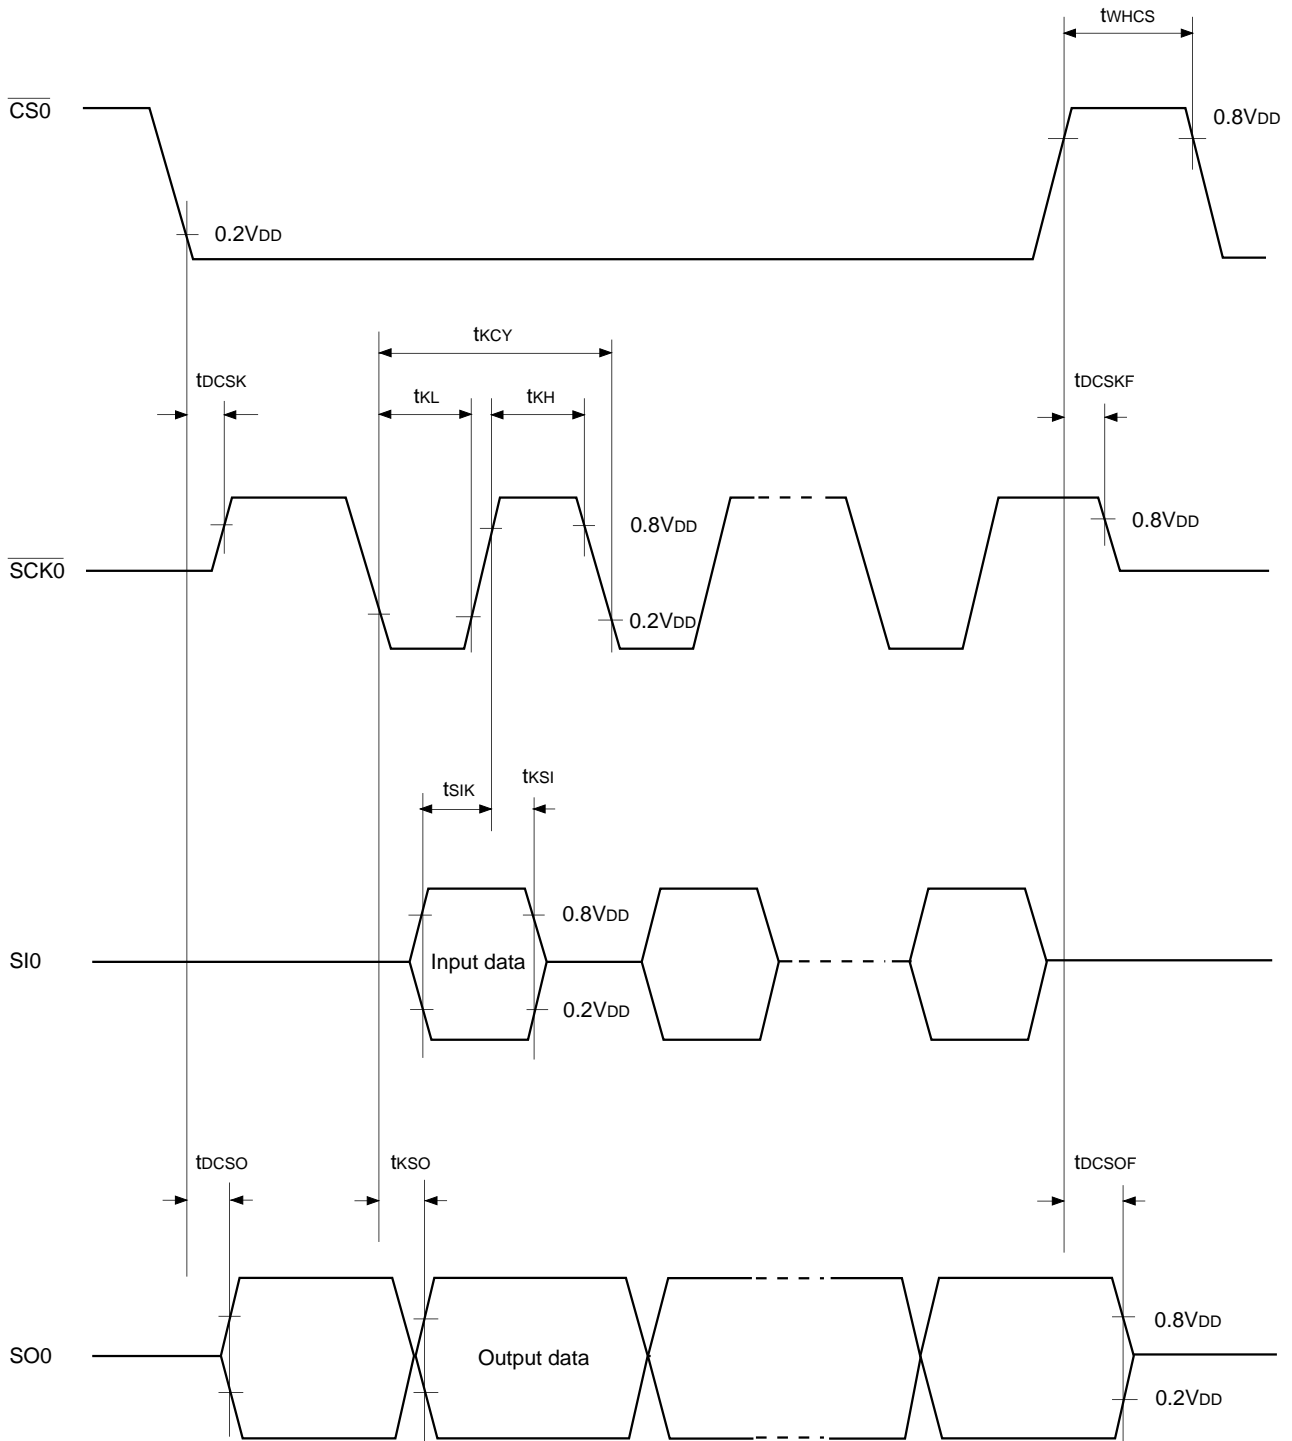 tWHCS
CS0
0.8VDD
0.2VDD
tKCY
tDCSK
tKL
tKH
tDCSKF
SCK0
0.8VDD
0.8VDD
0.2VDD
tSIK
tKSI
0.8VDD
SI0
Input data
0.2VDD
tDCSO
tKSO
tDCSOF
0.8VDD
SO0
Output data
0.2VDD